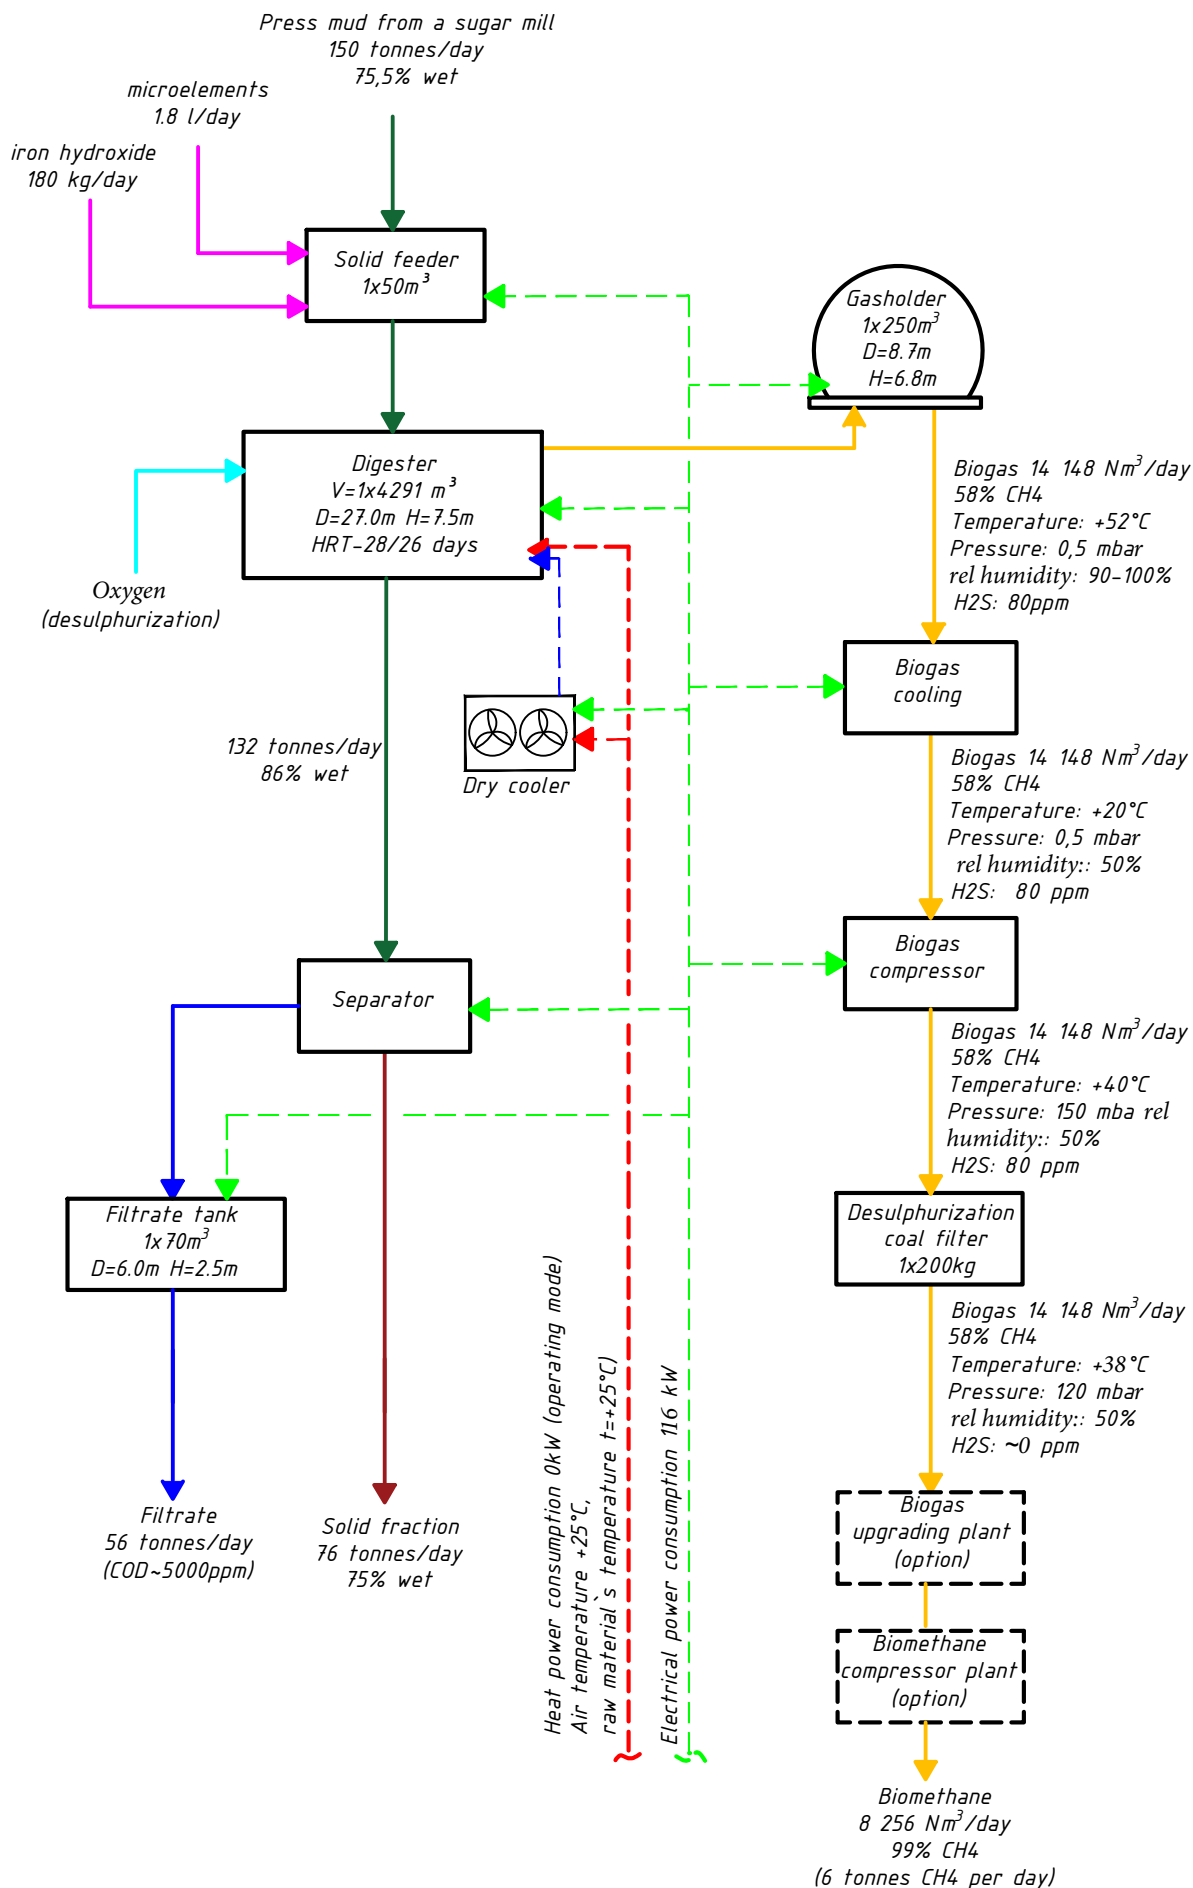 Press mud from a sugar mill
150 tonnes/day
75,5% wet
microelements
1.8 l/day
iron hydroxide
180 kg/day
Solid feeder
1x50m³
Gasholder
1x250m³
D=8.7m
H=6.8m
Digester
V=1x4291 m³
D=27.0m H=7.5m
HRT-28/26 days
Oxygen
(desulphurization)
Biogas 14 148 Nm³/day
58% CH4
Temperature: +52°C
Pressure: 0,5 mbar
rel humidity: 90-100%
H2S: 80ppm
Biogas
cooling
132 tonnes/day
86% wet
Dry cooler
Biogas 14 148 Nm³/day
58% CH4
Temperature: +20°C
Pressure: 0,5 mbar
rel humidity:: 50%
H2S: 80 ppm
Biogas
compressor
Separator
Biogas 14 148 Nm³/day
58% CH4
Temperature: +40°C
Pressure: 150 mba rel
humidity:: 50%
H2S: 80 ppm
Filtrate tank
1x70m³
D=6.0m H=2.5m
Desulphurization
coal filter
1x200kg
Biogas 14 148 Nm³/day
58% CH4
Temperature: +38°C
Pressure: 120 mbar
rel humidity:: 50%
H2S: ~0 ppm
Heat power consumption 0kW (operating mode)
Air temperature +25°C,
raw material`s temperature t=+25°C)
Electrical power consumption 116 kW
Filtrate
56 tonnes/day
(COD~5000ppm)
Solid fraction
76 tonnes/day
75% wet
Biogas
upgrading plant
(option)
Biomethane
compressor plant
(option)
Biomethane
8 256 Nm³/day
99% CH4
(6 tonnes CH4 per day)